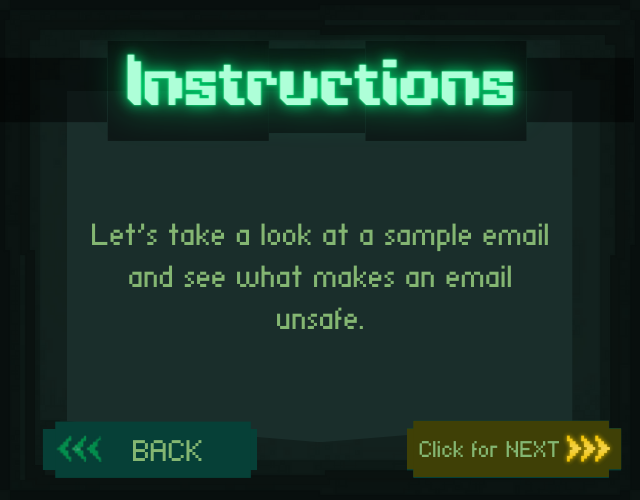 Instructions
Let's take a look at a sample email
and see what makes an email
unsafe.
BACK
Click for NEXT